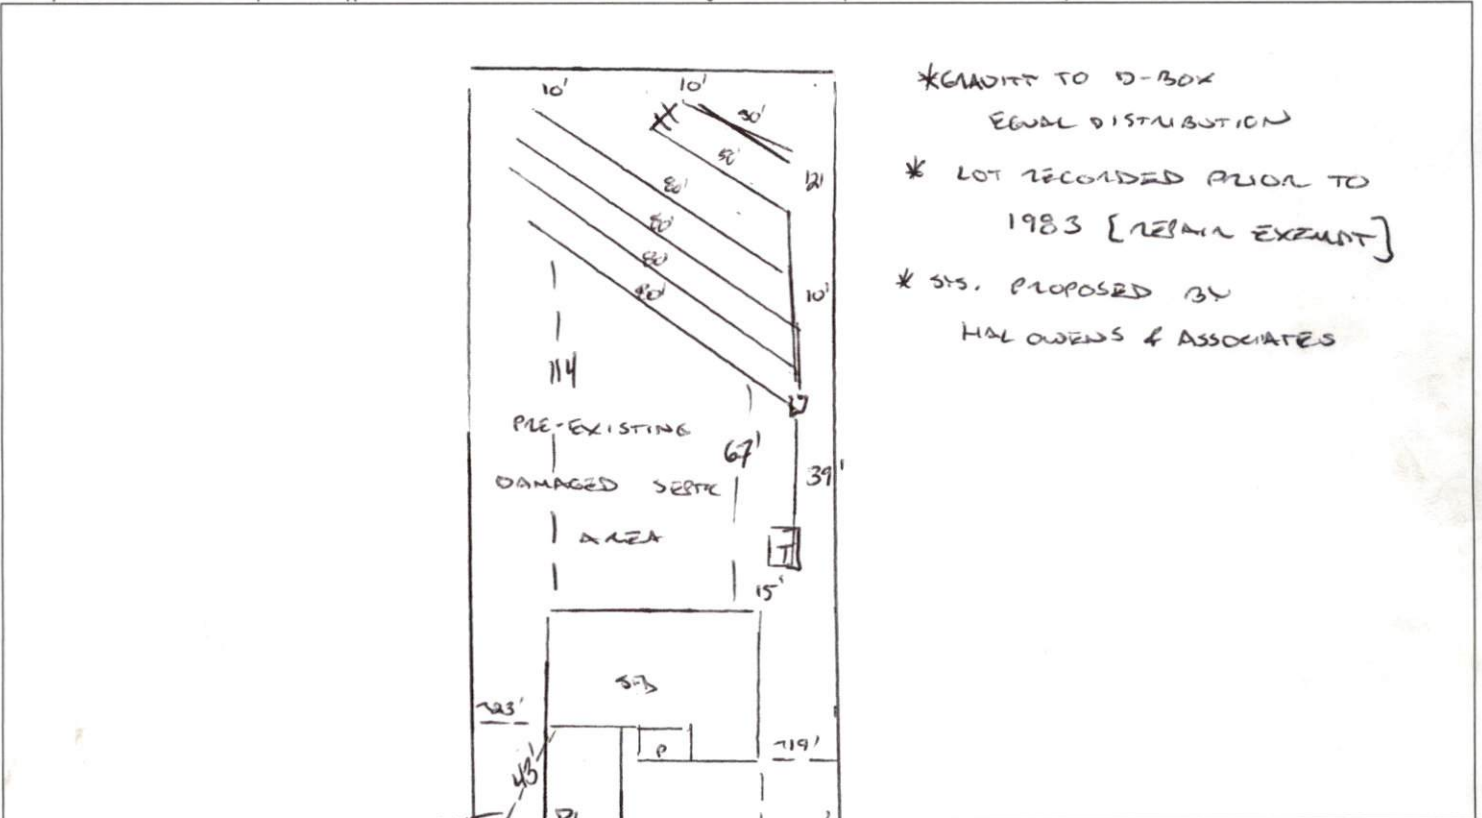 10'
10'
30'
50'
80'
80'
80'
80'
12'
10'
114
67'
39'
PRE-EXISTING
DAMAGED SEPTIC
AREA
T
15'
~23'
P
~19'
43'
*GRAVITY TO D-BOX
EQUAL DISTRIBUTION
* LOT RECORDED PRIOR TO
1983 [REPAIR EXEMPT]
* SYS. PROPOSED BY
HAL OWENS & ASSOCIATES